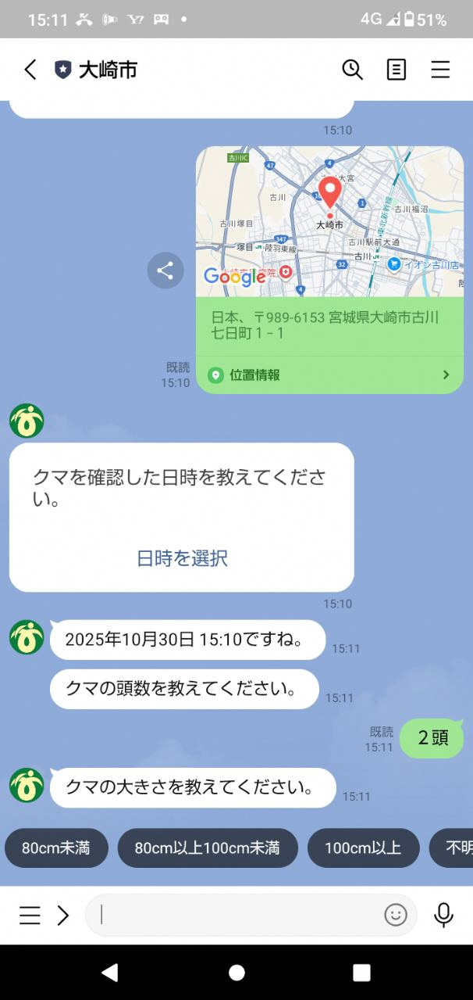 15:11
4G
51%
大崎市
15:10
古川IC
47
4
大宮
古川
1
古川福沼
東北新幹線
大崎市
古川塚目
347
塚目
陸羽東線
古川駅前大通
古川
32
イオン古川店
Google
4
日本、〒989-6153 宮城県大崎市古川
七日町１−１
既読
15:10
位置情報
クマを確認した日時を教えてくださ
い。
日時を選択
15:10
2025年10月30日 15:10ですね。
15:11
クマの頭数を教えてください。
15:11
既読
15:11
２頭
クマの大きさを教えてください。
15:11
80cm未満
80cm以上100cm未満
100cm以上
不明